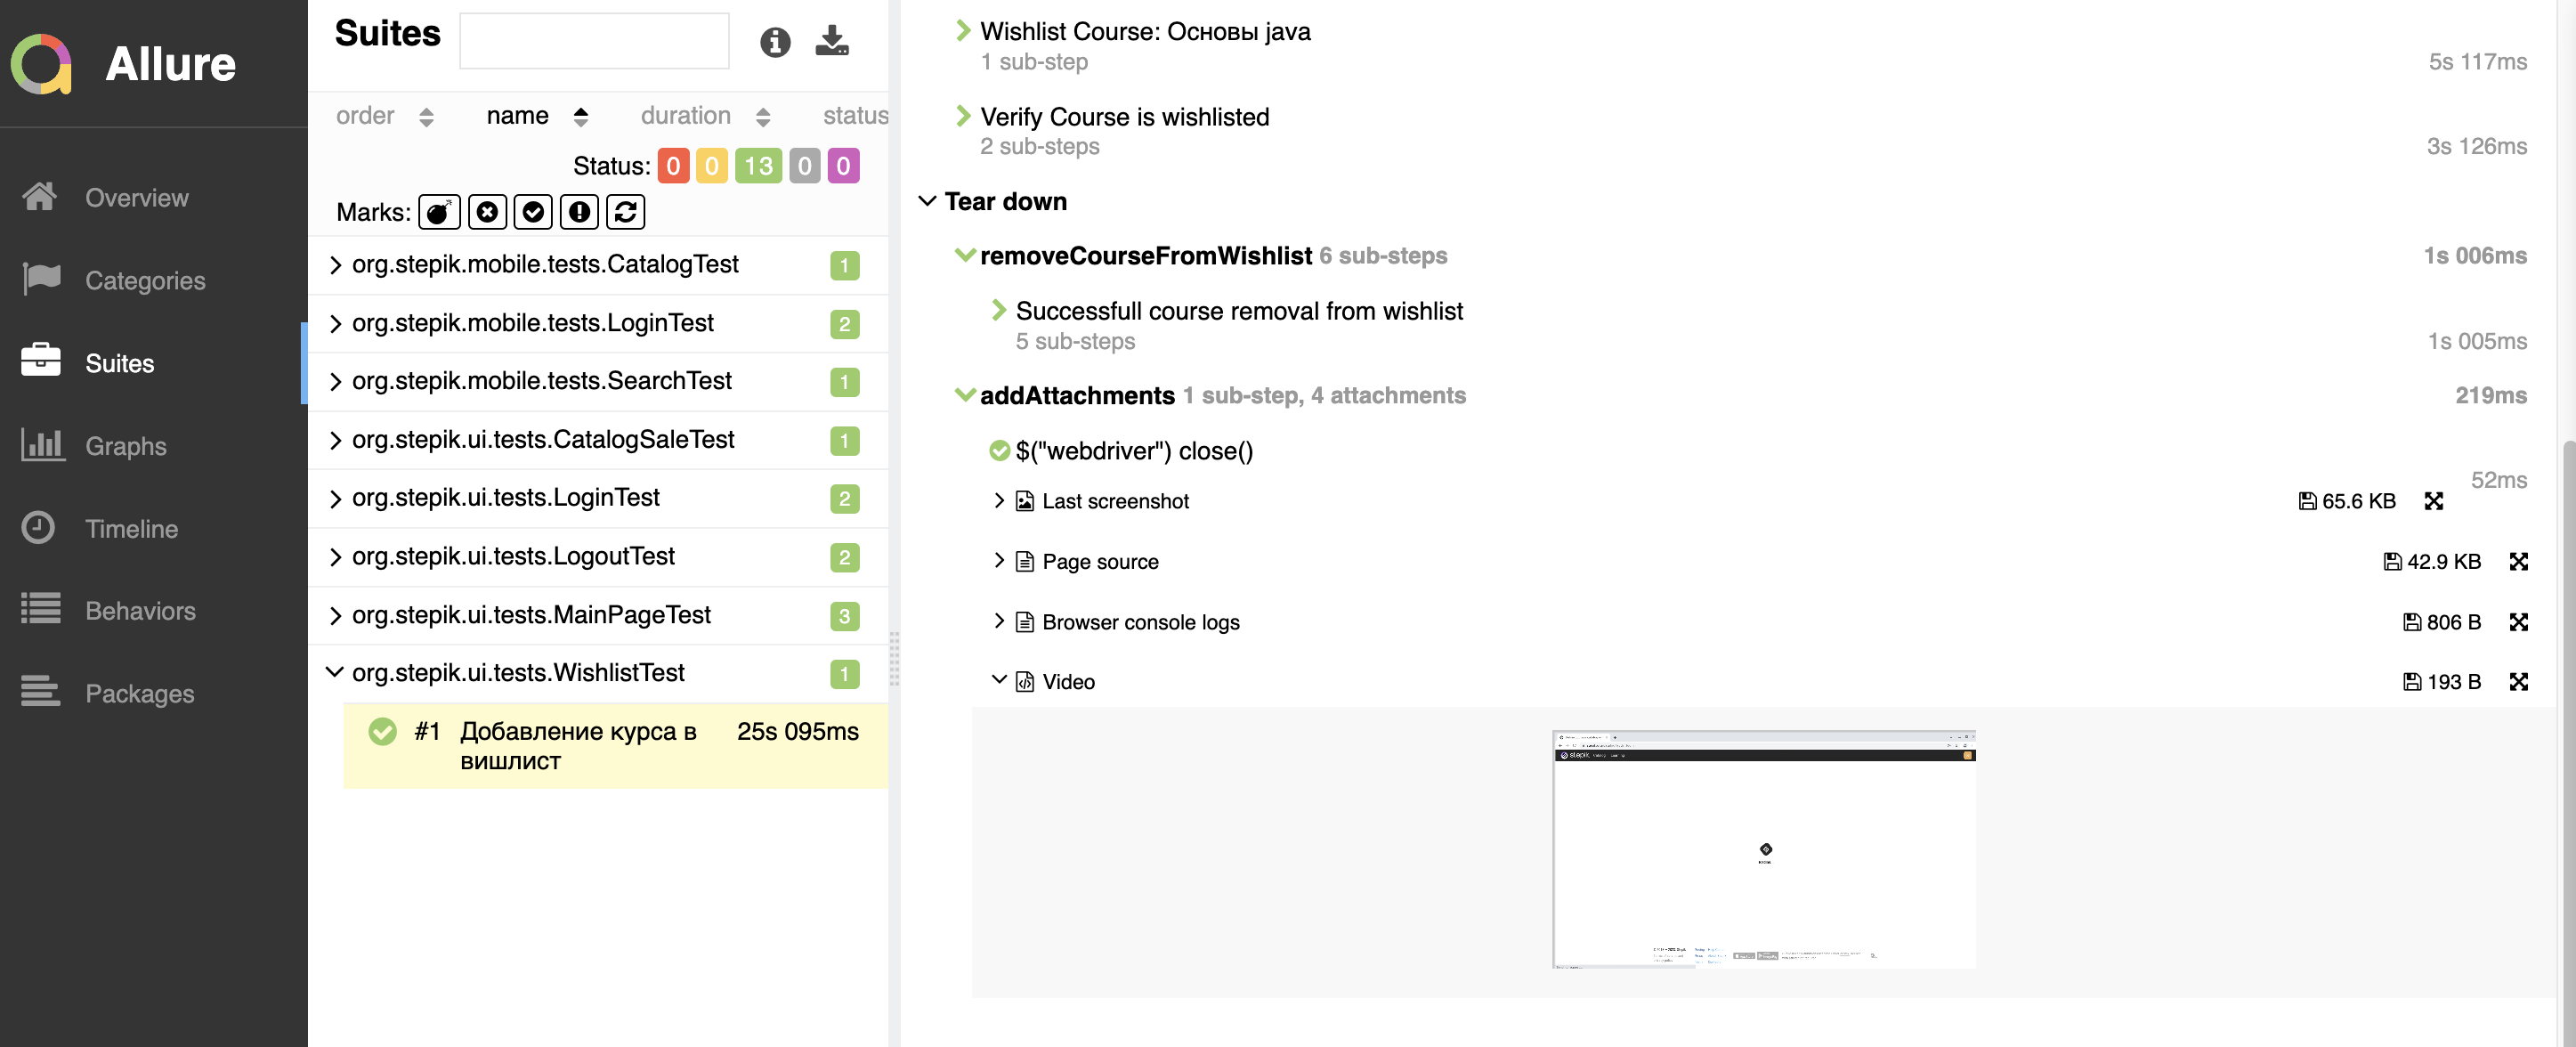 Allure
Overview
Categories
Suites
Graphs
Timeline
Behaviors
Packages
Suites
order name duration status
Status: 0 0 13 0 0
Marks:
org.stepik.mobile.tests.CatalogTest 1
org.stepik.mobile.tests.LoginTest 2
org.stepik.mobile.tests.SearchTest 1
org.stepik.ui.tests.CatalogSaleTest 1
org.stepik.ui.tests.LoginTest 2
org.stepik.ui.tests.LogoutTest 2
org.stepik.ui.tests.MainPageTest 3
org.stepik.ui.tests.WishlistTest 1
#1 Добавление курса в 25s 095ms
вишлист
Wishlist Course: Основы java
1 sub-step 5s 117ms
Verify Course is wishlisted
2 sub-steps 3s 126ms
Tear down
removeCourseFromWishlist 6 sub-steps 1s 006ms
Successfull course removal from wishlist
5 sub-steps 1s 005ms
addAttachments 1 sub-step, 4 attachments 219ms
$("webdriver") close()
52ms
Last screenshot 65.6 KB
Page source 42.9 KB
Browser console logs 806 B
Video 193 B
stepik